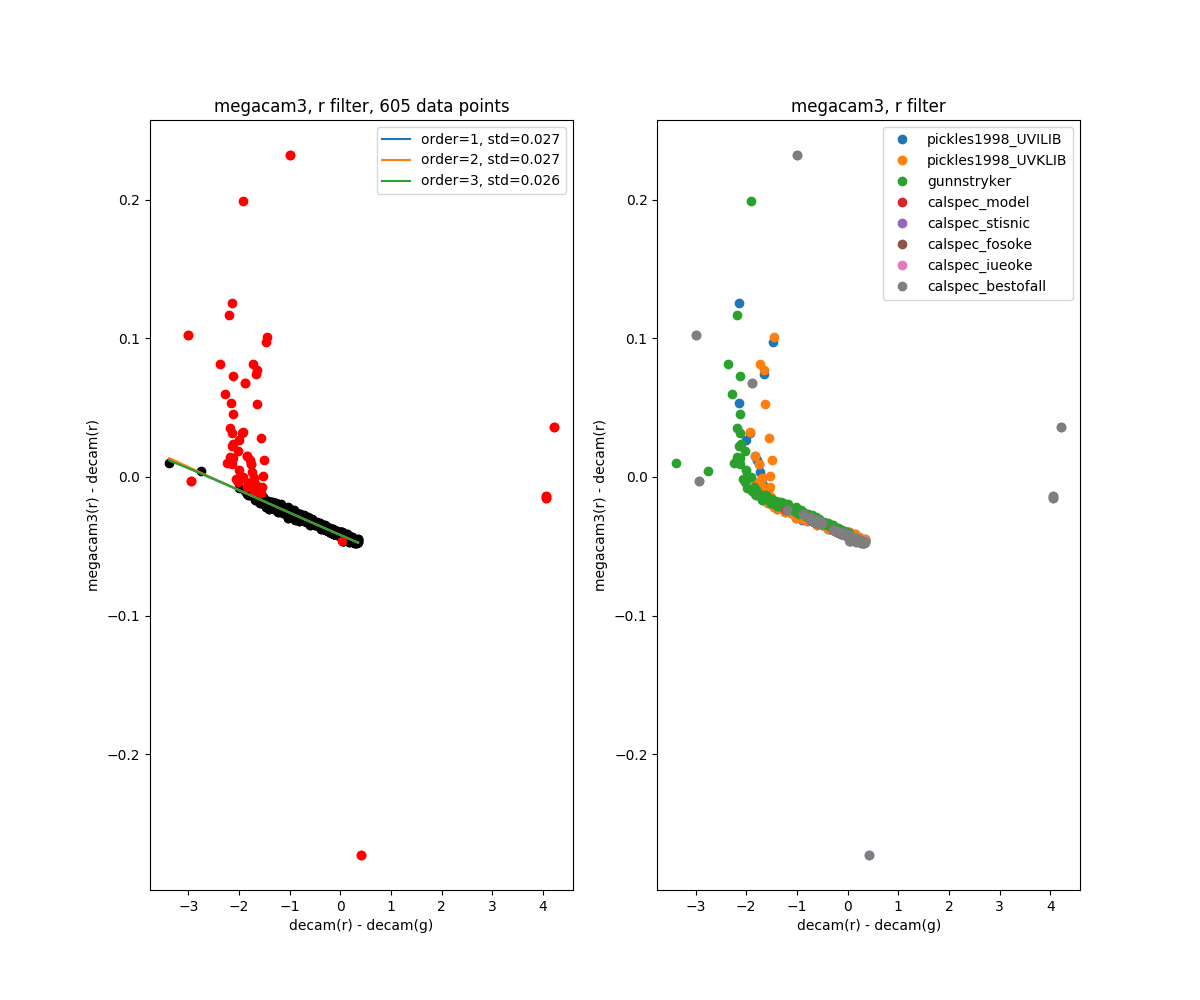 megacam3, r filter, 605 data points
order=1, std=0.027
order=2, std=0.027
order=3, std=0.026
0.2
0.1
0.0
−0.1
−0.2
megacam3(r) - decam(r)
−3
−2
−1
0
1
2
3
4
decam(r) - decam(g)
megacam3, r filter
pickles1998_UVILIB
pickles1998_UVKLIB
gunnstryker
calspec_model
calspec_stisnic
calspec_fosoke
calspec_iueoke
calspec_bestofall
0.2
0.1
0.0
−0.1
−0.2
megacam3(r) - decam(r)
−3
−2
−1
0
1
2
3
4
decam(r) - decam(g)